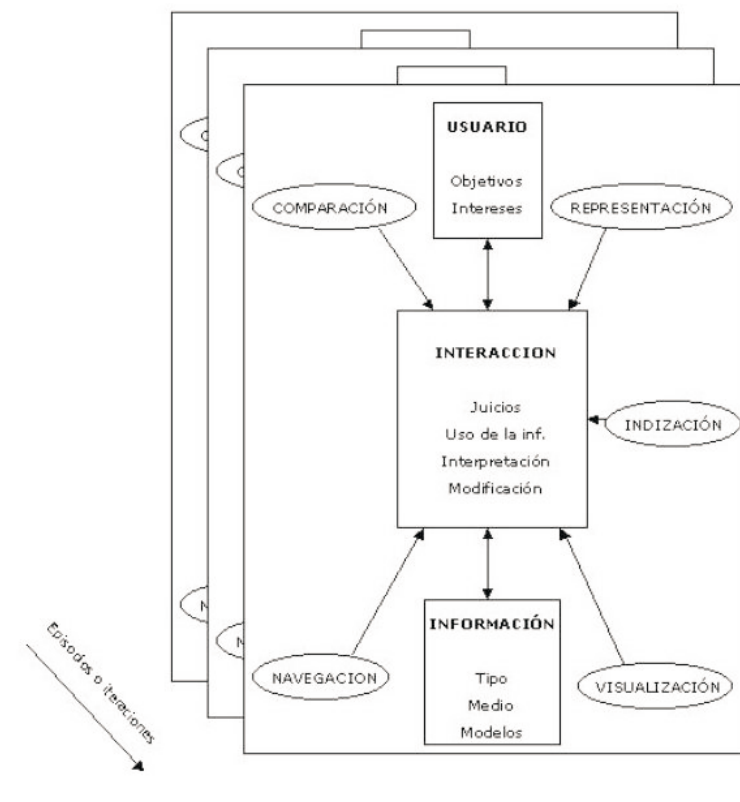 USUARIO
Objetivos
Intereses
COMPARACIÓN
REPRESENTACIÓN
INTERACCION
Juicios
Uso de la inf.
Interpretación
Modificación
INDIZACIÓN
INFORMACIÓN
Tipo
Medio
Modelos
NAVEGACION
VISUALIZACIÓN
Episodios o iteraciones